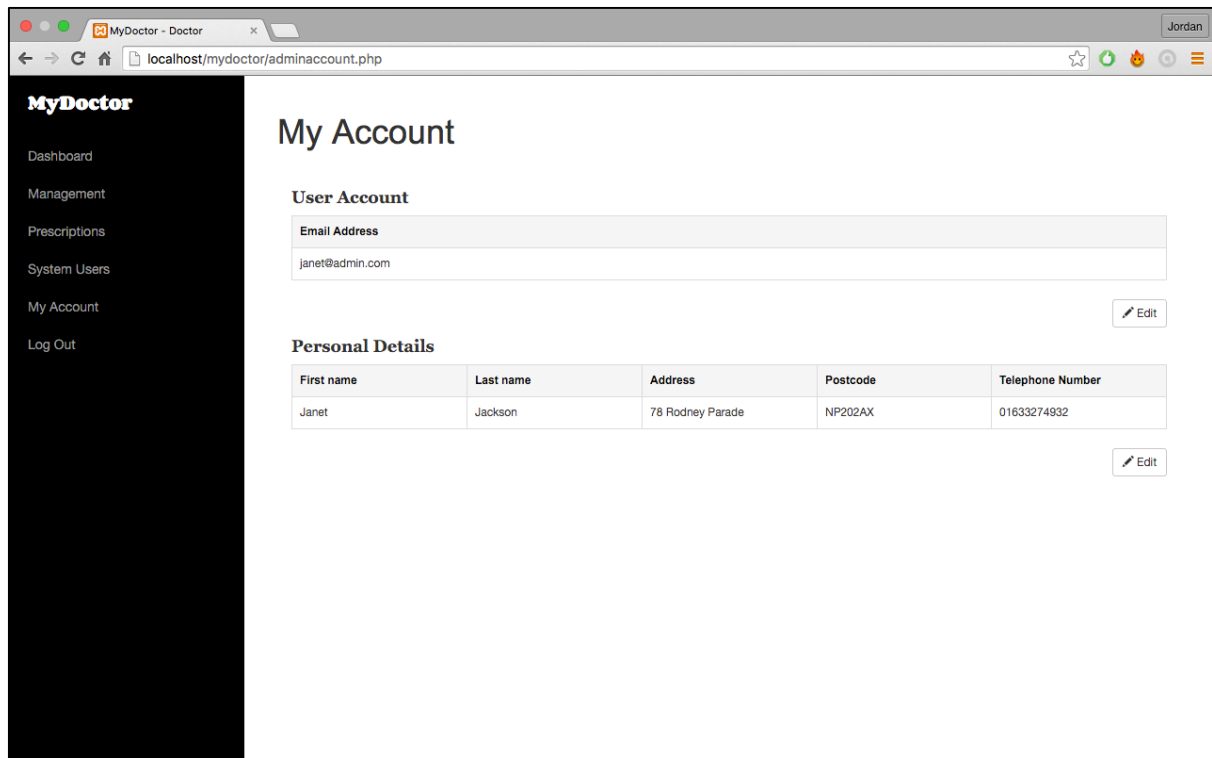 MyDoctor - Doctor
Jordan
localhost/mydoctor/adminaccount.php
MyDoctor
Dashboard
Management
Prescriptions
System Users
My Account
Log Out
My Account
User Account
Email Address
janet@admin.com
Edit
Personal Details
First name Last name Address Postcode Telephone Number
Janet Jackson 78 Rodney Parade NP202AX 01633274932
Edit